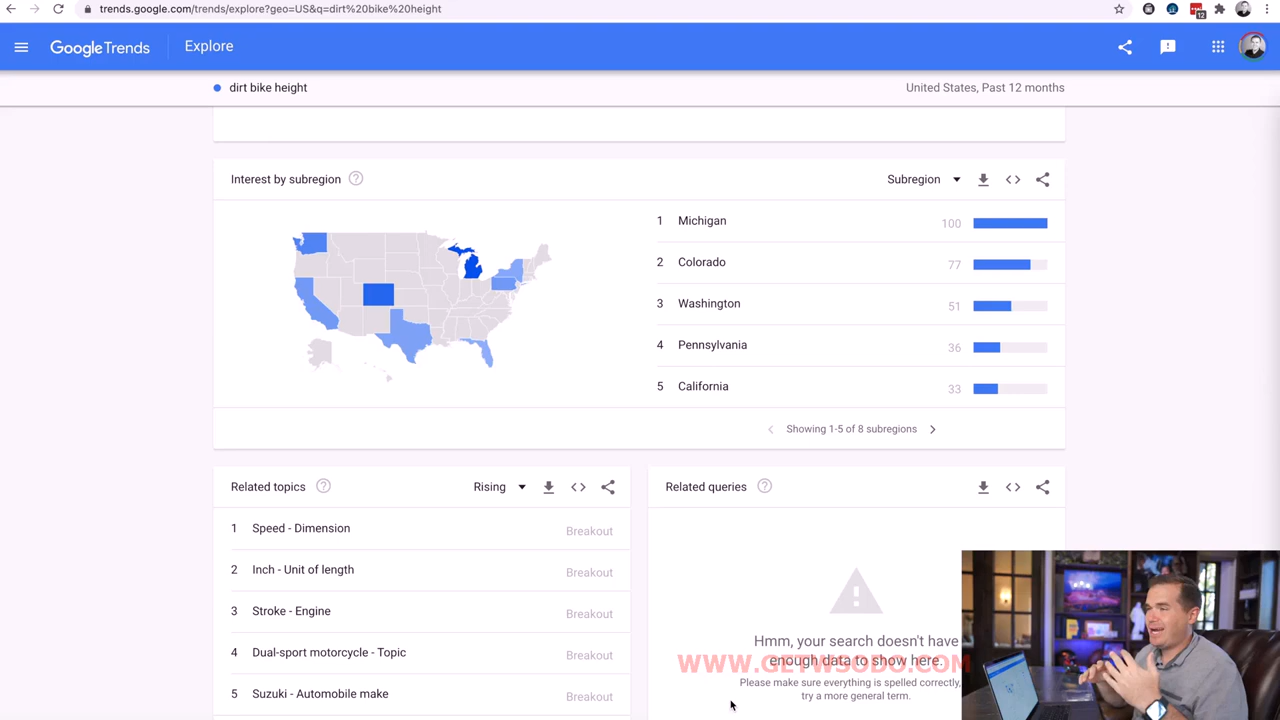 trends.google.com/trends/explore?geo=US&q=dirt%20bike%20height
12
Google Trends
Explore
dirt bike height
United States, Past 12 months
Interest by subregion ?
Subregion
1 Michigan 100
2 Colorado 77
3 Washington 51
4 Pennsylvania 36
5 California 33
Showing 1-5 of 8 subregions
Related topics ?
Rising
1 Speed - Dimension Breakout
2 Inch - Unit of length Breakout
3 Stroke - Engine Breakout
4 Dual-sport motorcycle - Topic Breakout
5 Suzuki - Automobile make Breakout
Related queries ?
Hmm, your search doesn't have
enough data to show here.
Please make sure everything is spelled correctly,
try a more general term.
WWW.GETWSODO.COM